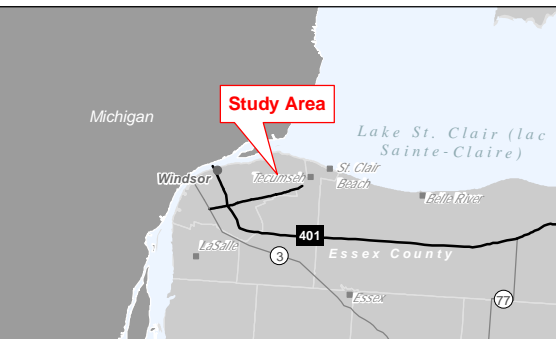 Michigan
Study Area
Lake St. Clair (lac
Sainte-Claire)
St. Clair
Beach
Tecumseh
Windsor
Belle River
401
LaSalle
3
Essex County
Essex
77